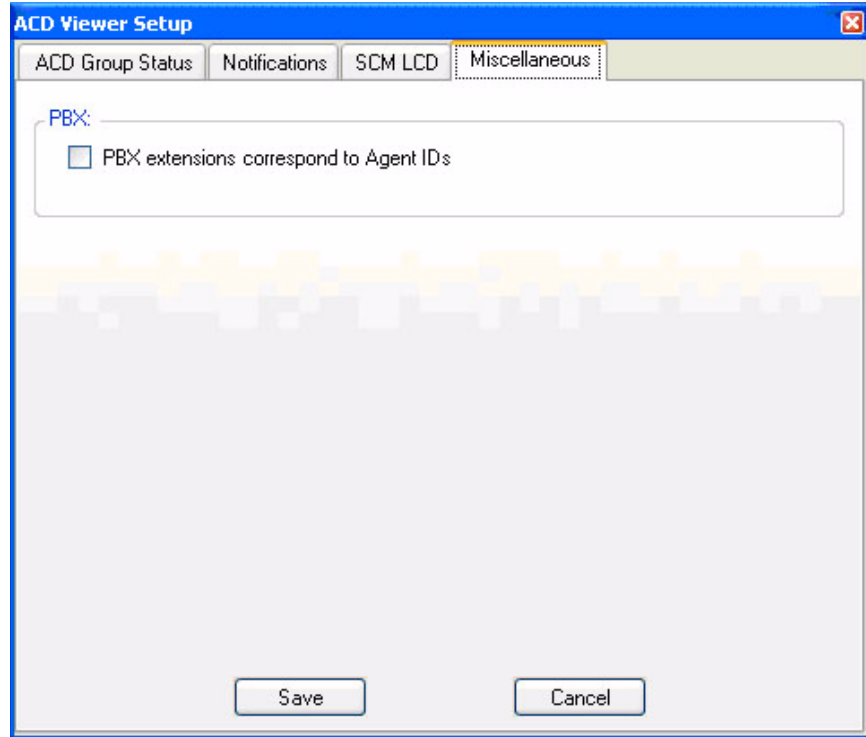 ACD Viewer Setup
ACD Group Status Notifications SCM LCD Miscellaneous
PBX:
PBX extensions correspond to Agent IDs
Save Cancel